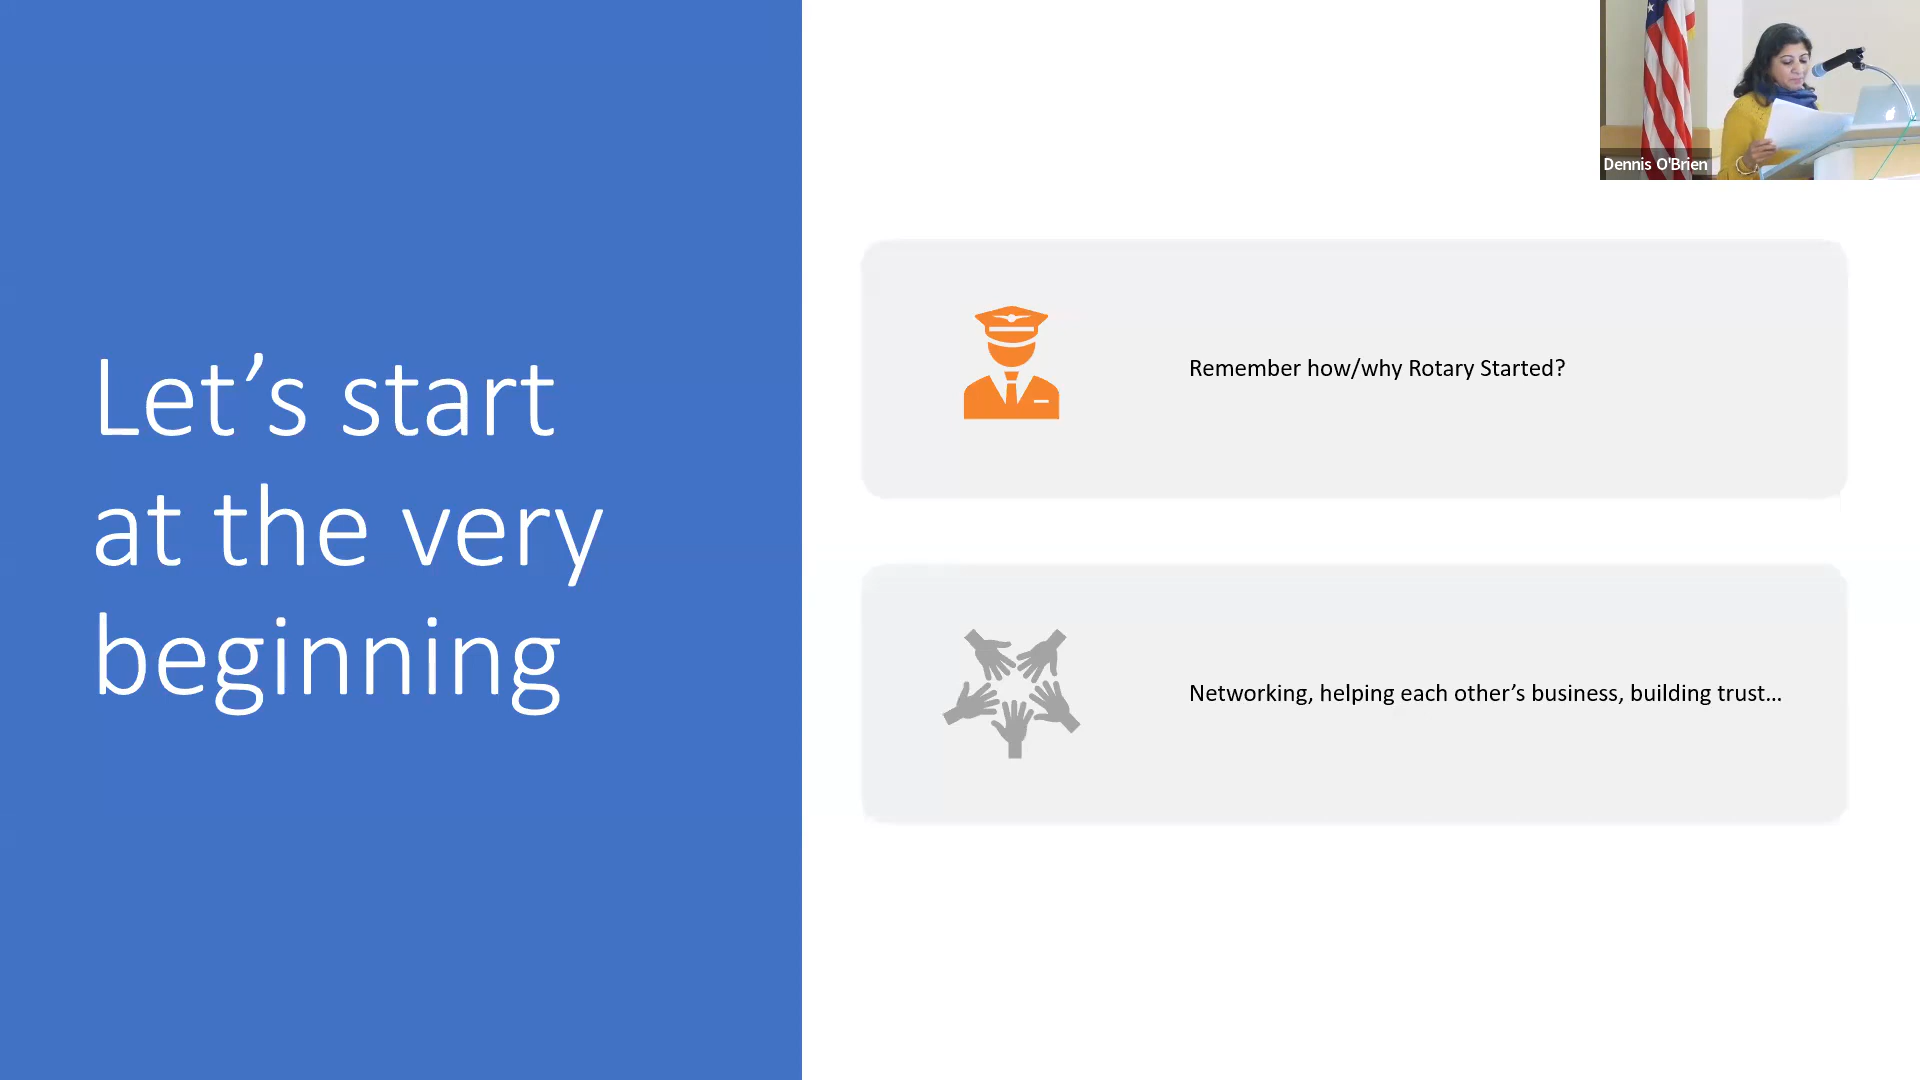 Let’s start
at the very
beginning
Dennis O'Brien
Remember how/why Rotary Started?
Networking, helping each other’s business, building trust…